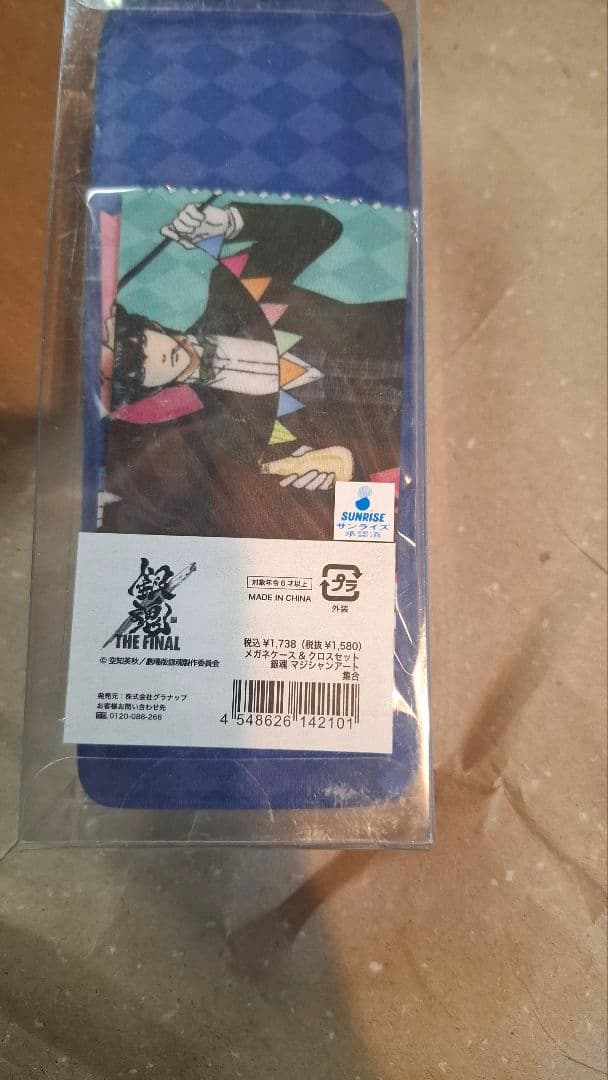 SUNRISE
サンライズ
承認済
銀魂
THE FINAL
© 空知英秋/劇場版銀魂製作委員会
対象年令6才以上
MADE IN CHINA
プラ
外装
税込 ¥1,738(税抜 ¥1,580)
メガネケース & クロスセット
銀魂 マジシャンアート
集合
発売元:株式会社グラナップ
お客様お問い合わせ先
0120-088-266
4 548626 142101